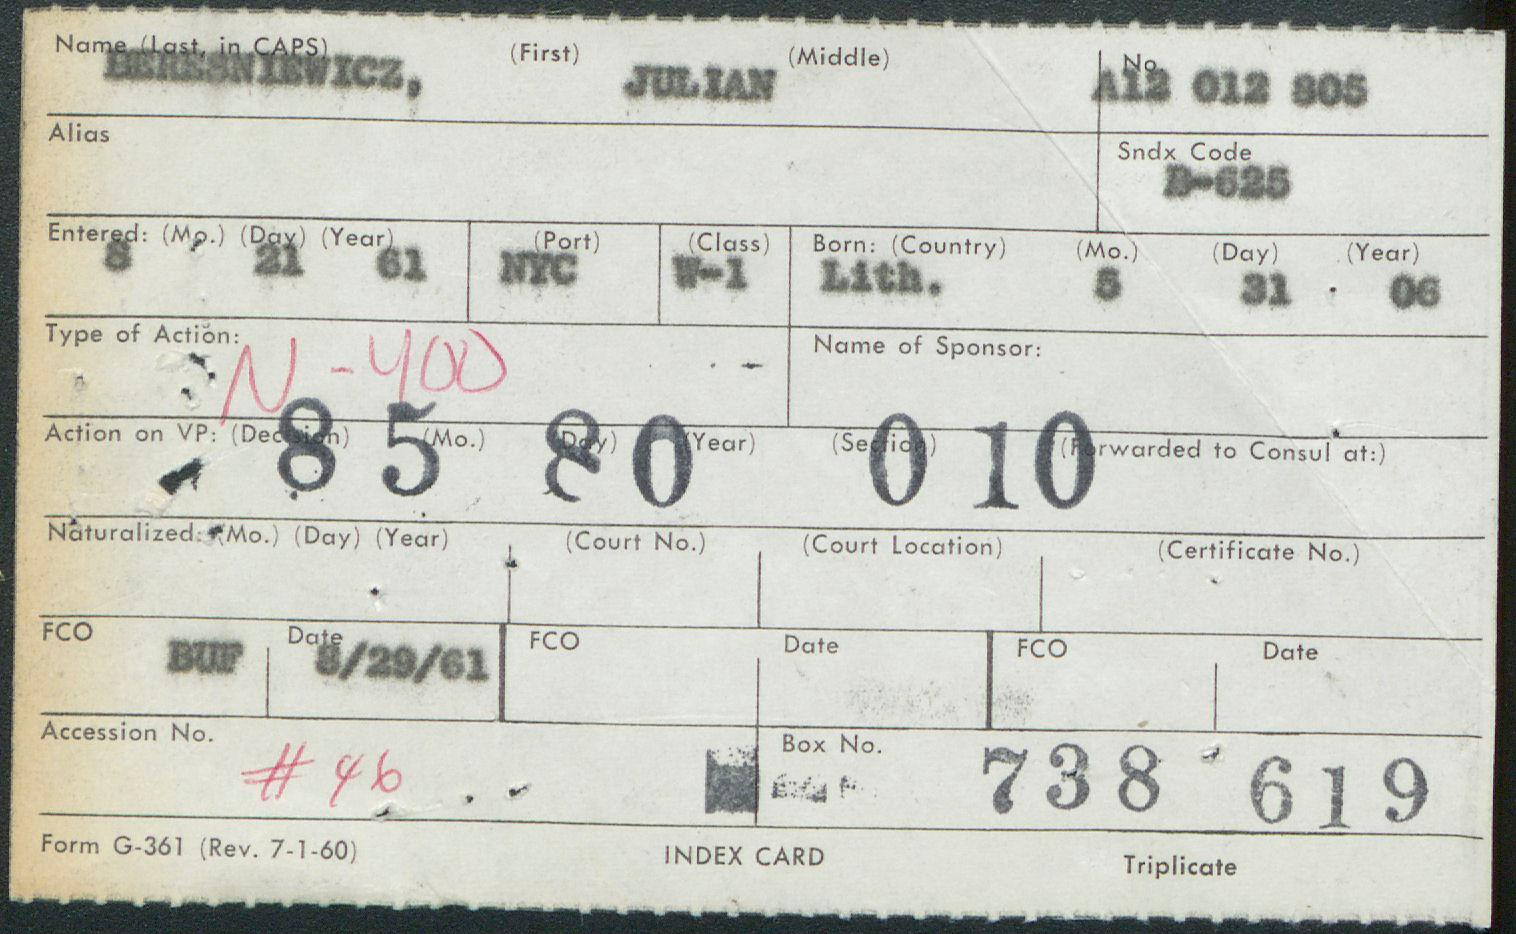 Name (Last, in CAPS) (First) (Middle) No.
BERESNIEWICZ, JULIAN A12 012 805
Alias
Sndx Code
B-625
Entered: (Mo.) (Day) (Year) (Port) (Class) Born: (Country) (Mo.) (Day) (Year)
8 21 61 NYC W-1 Lith. 5 31 06
Type of Action: Name of Sponsor:
N-400
Action on VP: (Decision) (Mo.) (Day) (Year) (Section) (Forwarded to Consul at:)
85 80 010
Naturalized: (Mo.) (Day) (Year) (Court No.) (Court Location) (Certificate No.)
FCO Date FCO Date FCO Date
BUF 8/29/61
Accession No. Box No.
#46 738 619
Form G-361 (Rev. 7-1-60) INDEX CARD Triplicate